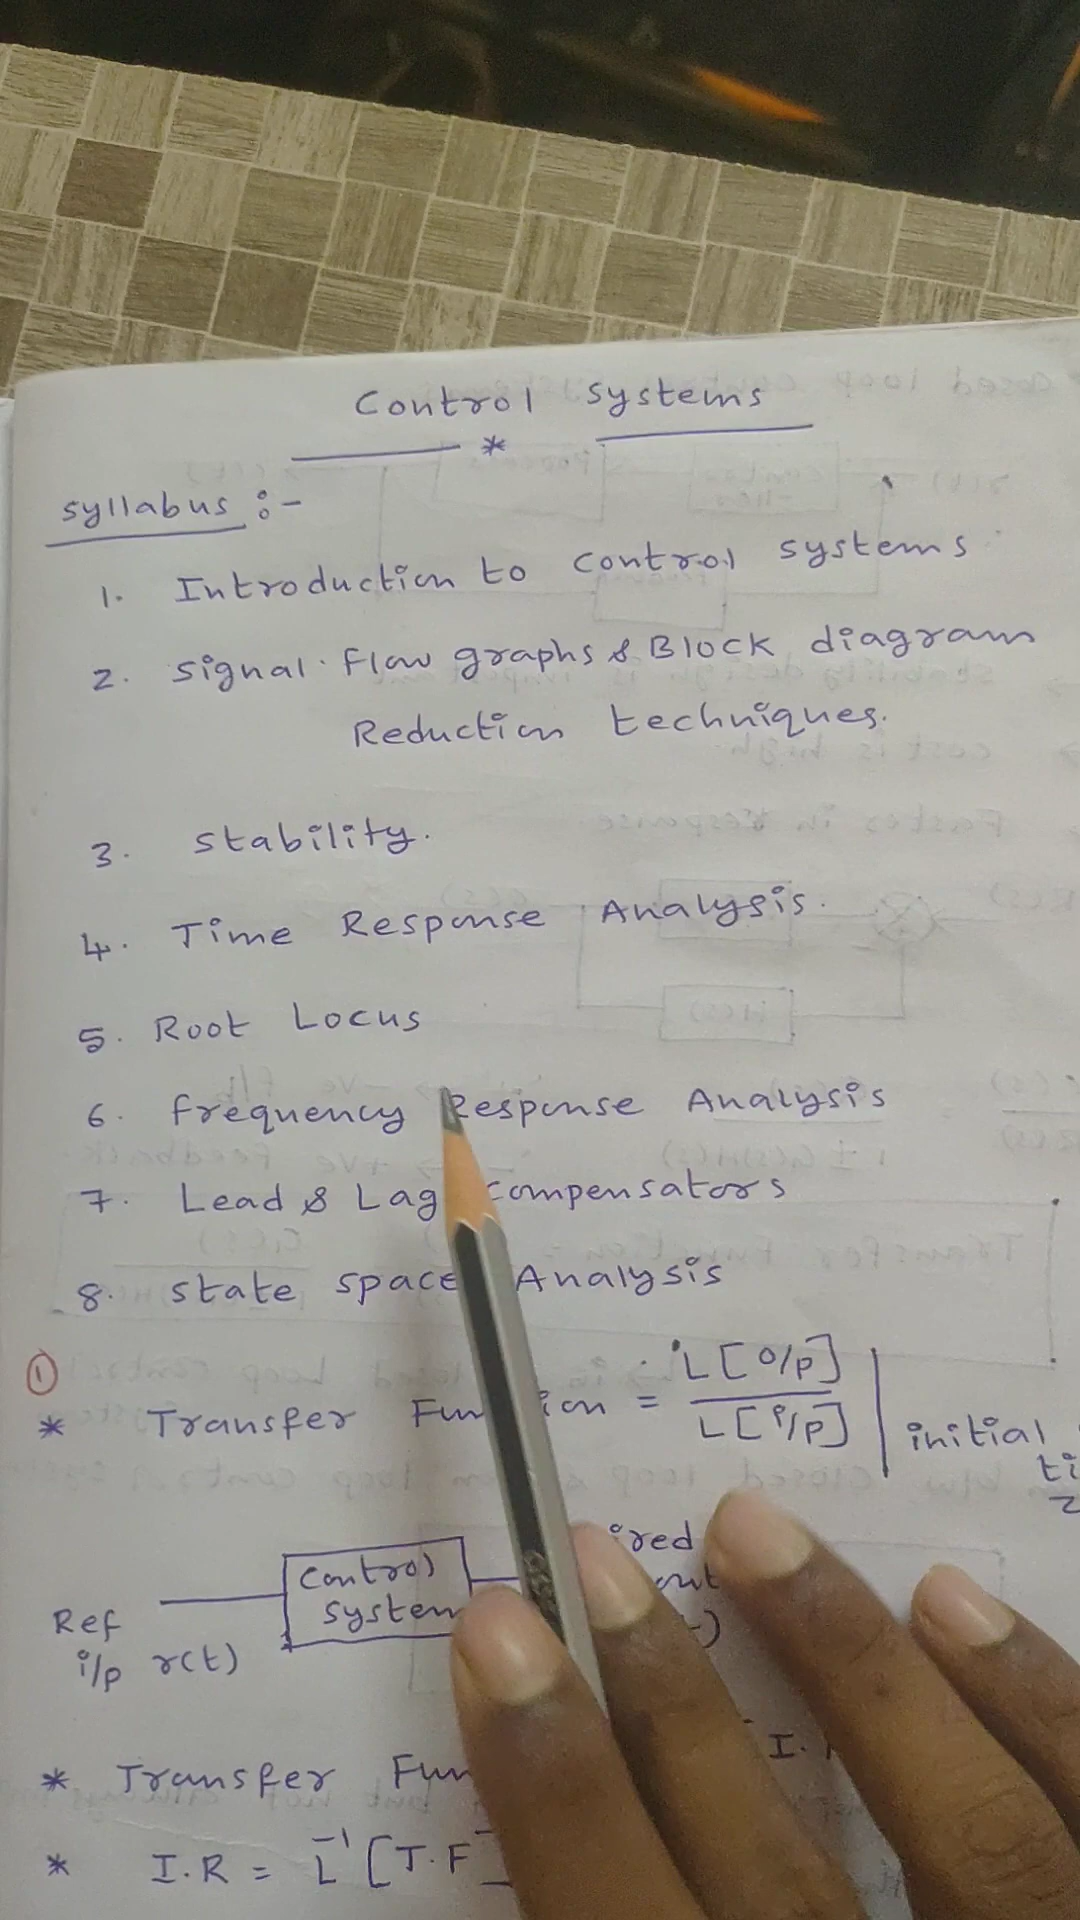 Control systems
*
syllabus :-
1. Introduction to control systems
2. Signal Flow graphs & Block diagram
Reduction techniques.
3. Stability.
4. Time Response Analysis.
5. Root Locus
6. Frequency Response Analysis
7. Lead & Lag compensators
8. State space Analysis
①
* Transfer Function = L[o/p] / L[i/p] | initial
Control
system
Ref
i/p r(t)
* Transfer Fun
* I.R = L⁻¹ [T.F]